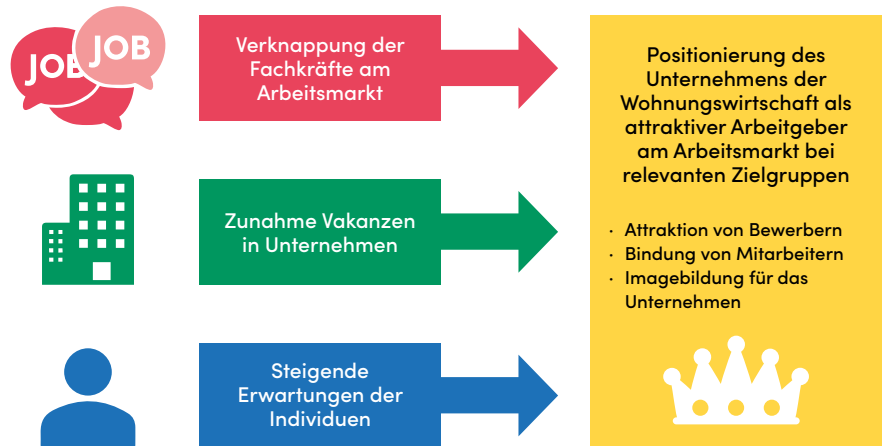 JOB
JOB
Verknappung der
Fachkräfte am
Arbeitsmarkt
Zunahme Vakanzen
in Unternehmen
Steigende
Erwartungen der
Individuen
Positionierung des
Unternehmens der
Wohnungswirtschaft als
attraktiver Arbeitgeber
am Arbeitsmarkt bei
relevanten Zielgruppen
· Attraktion von Bewerbern
· Bindung von Mitarbeitern
· Imagebildung für das
Unternehmen